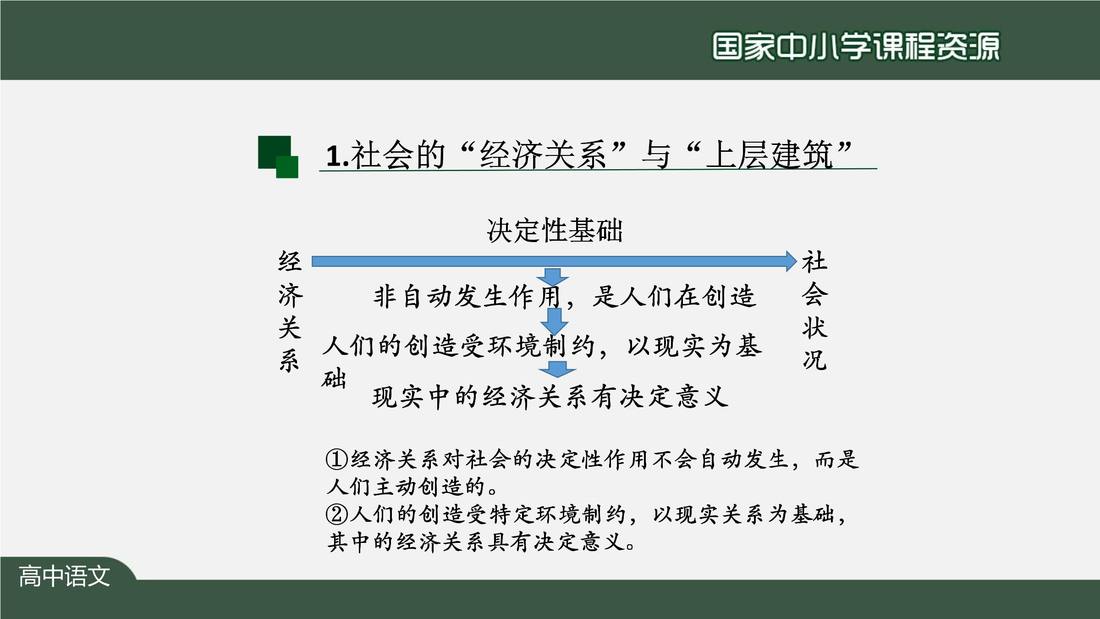 国家中小学课程资源
1.社会的“经济关系”与“上层建筑”
决定性基础
经济关系
社会状况
非自动发生作用，是人们在创造
人们的创造受环境制约，以现实为基
础
现实中的经济关系有决定意义
①经济关系对社会的决定性作用不会自动发生，而是
人们主动创造的。
②人们的创造受特定环境制约，以现实关系为基础，
其中的经济关系具有决定意义。
高中语文